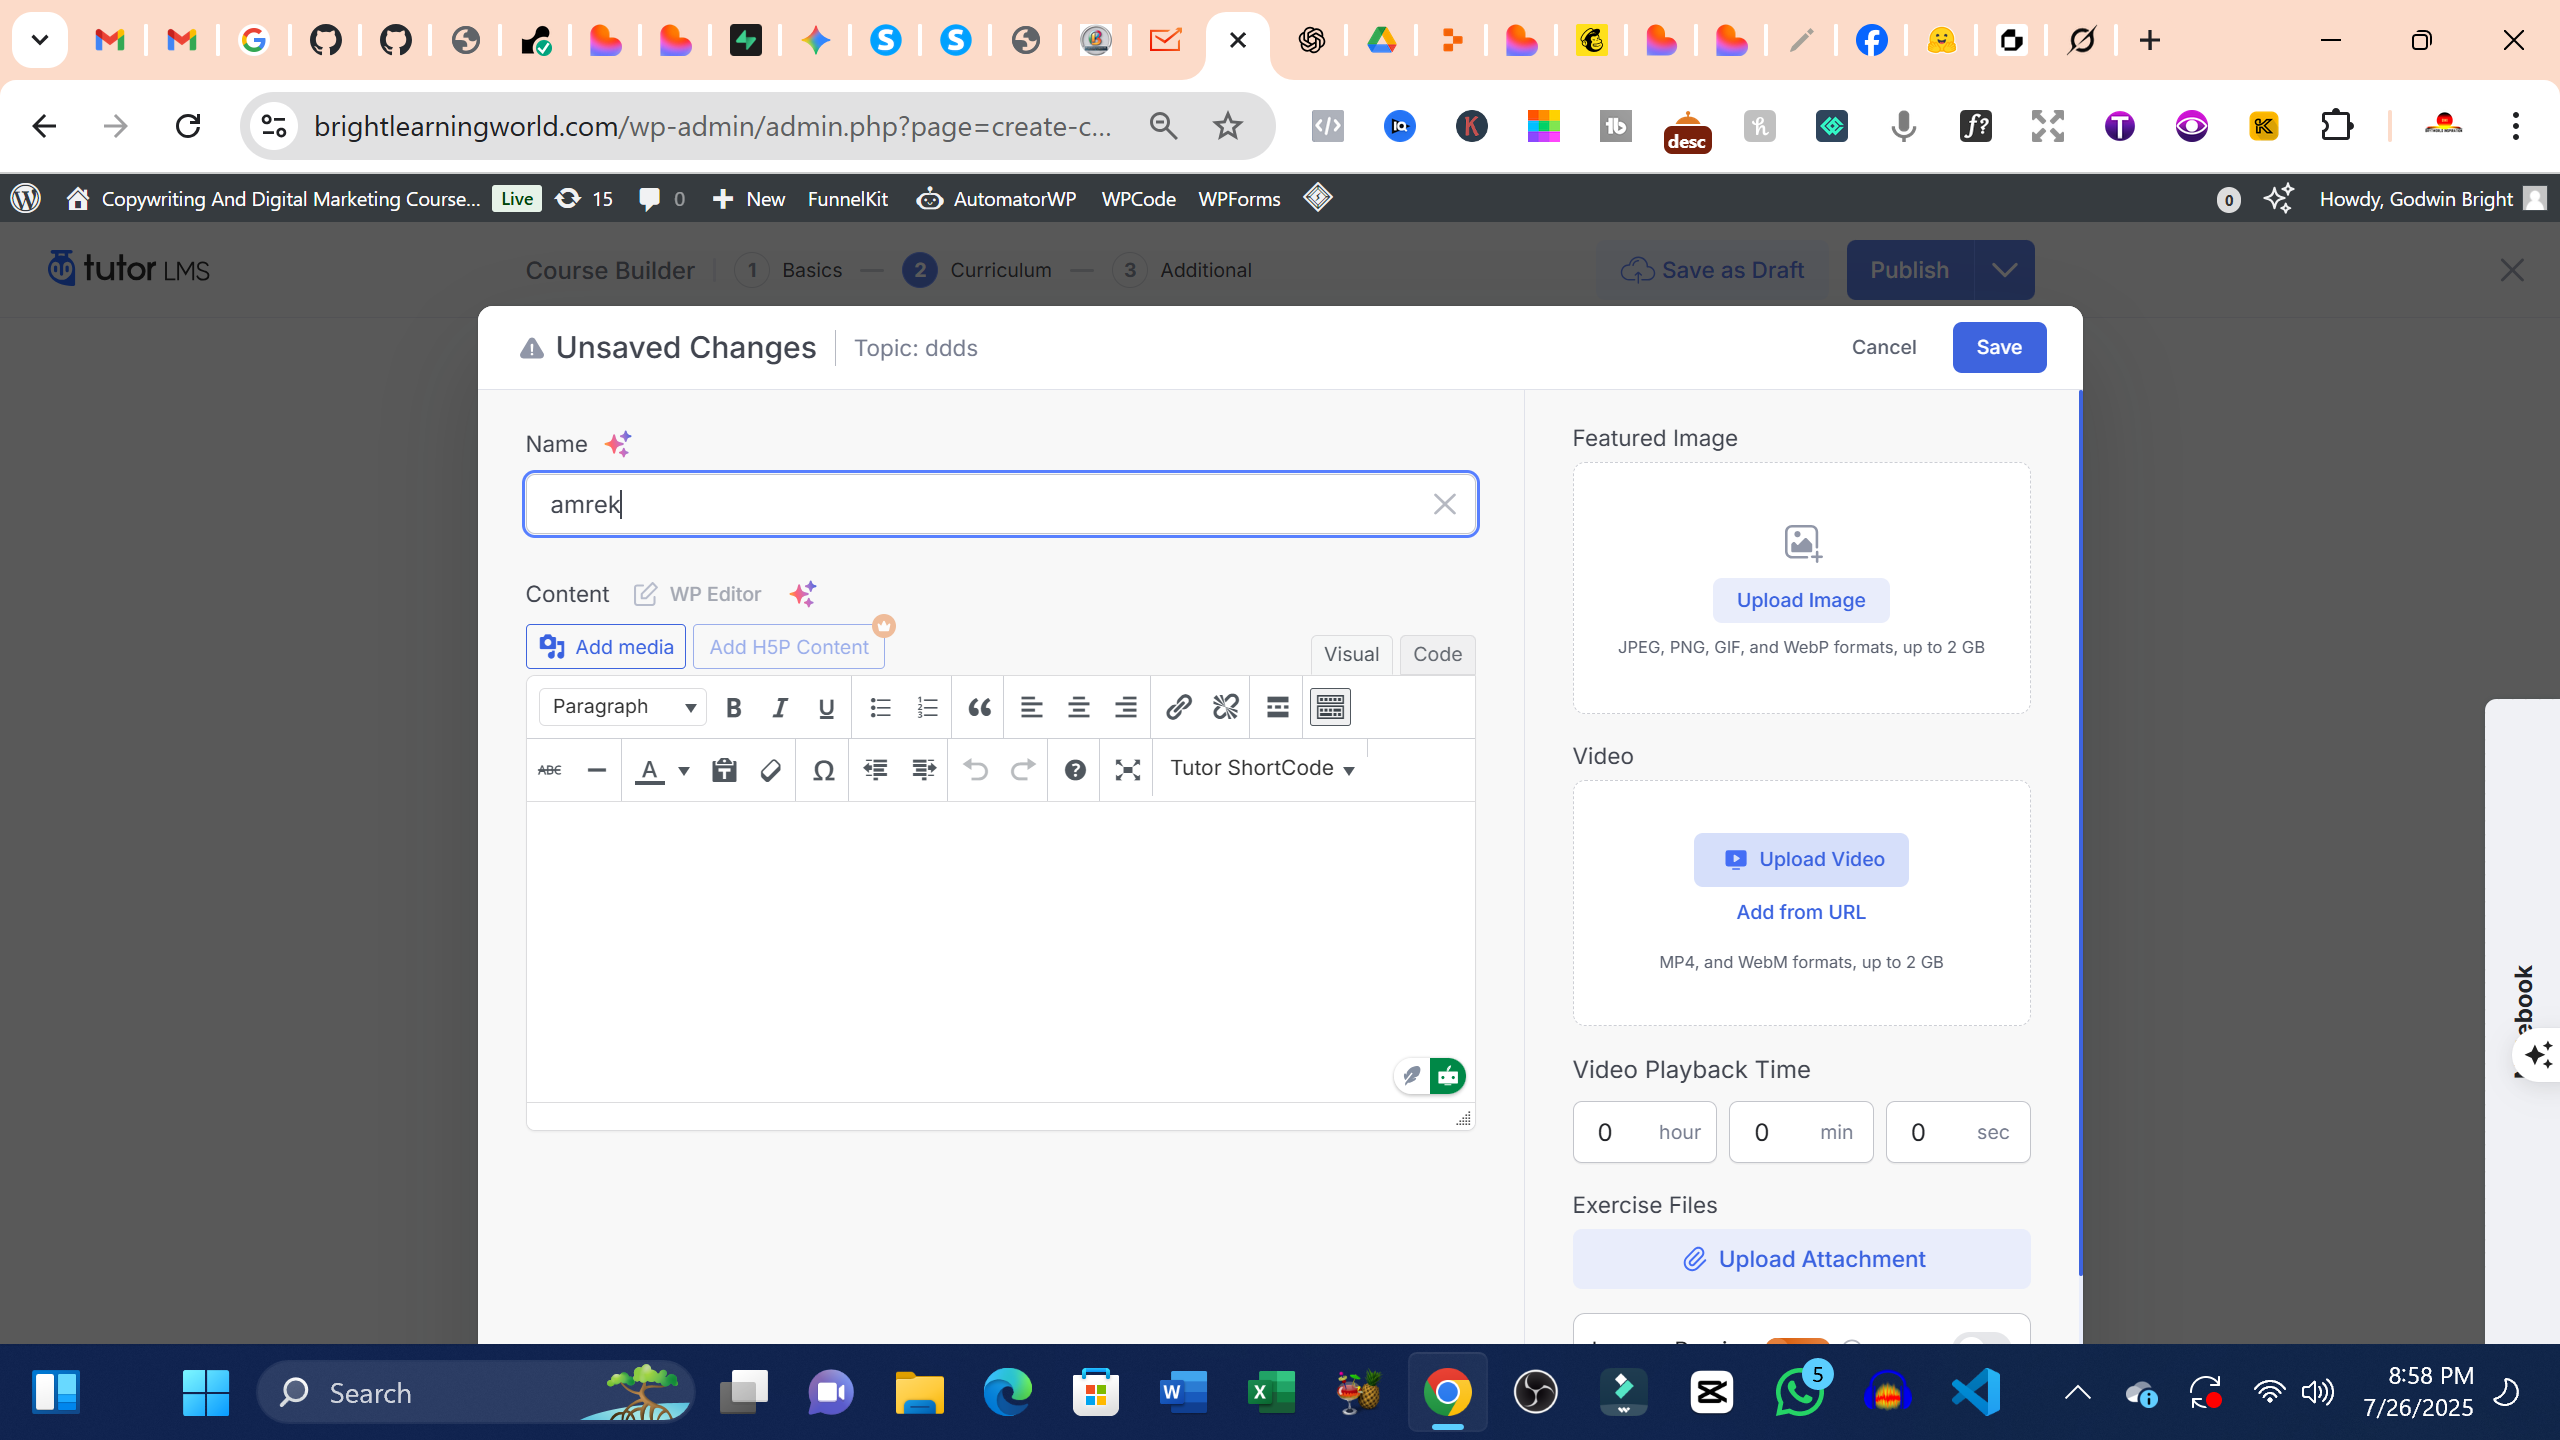 brightlearningworld.com/wp-admin/admin.php?page=create-c...
desc
Copywriting And Digital Marketing Course... Live 15 0 New FunnelKit AutomatorWP WPCode WPForms 0 Howdy, Godwin Bright
tutor LMS Course Builder 1 Basics 2 Curriculum 3 Additional Save as Draft Publish
Unsaved Changes Topic: ddds Cancel Save
Name
amrek
Content WP Editor
Add media Add H5P Content Visual Code
Paragraph B I U
ABC A Tutor ShortCode
Featured Image
Upload Image
JPEG, PNG, GIF, and WebP formats, up to 2 GB
Video
Upload Video
Add from URL
MP4, and WebM formats, up to 2 GB
Video Playback Time
0 hour 0 min 0 sec
Exercise Files
Upload Attachment
Search
5
8:58 PM
7/26/2025